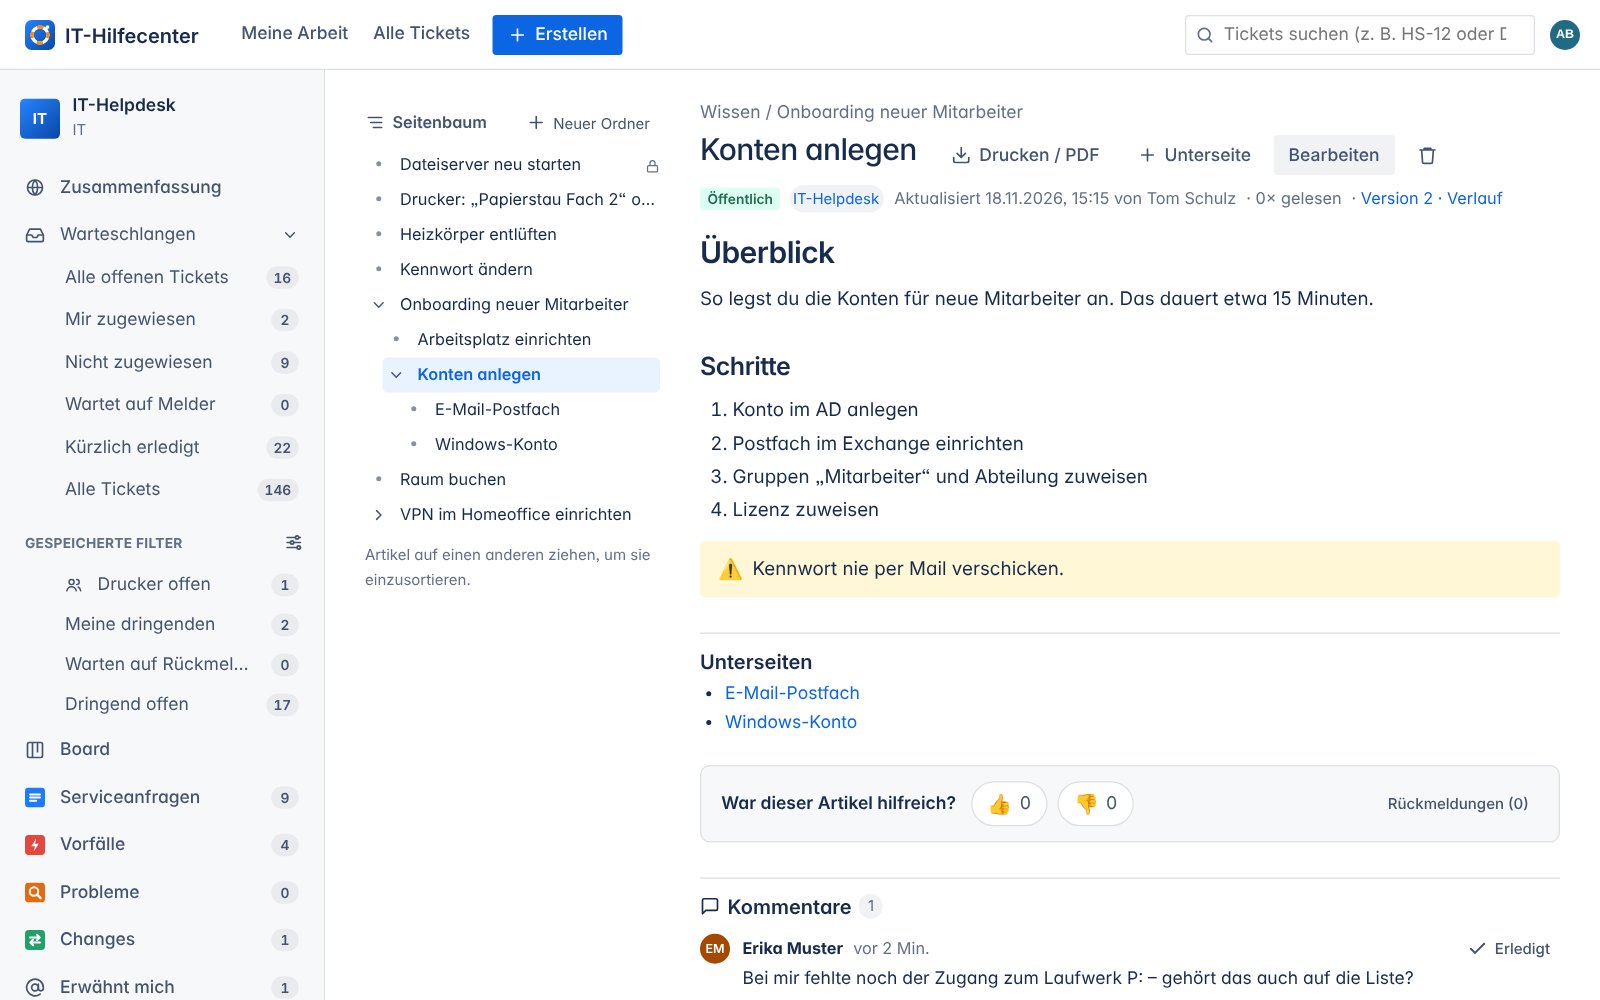 IT-Hilfecenter
Meine Arbeit
Alle Tickets
Erstellen
Tickets suchen (z. B. HS-12 oder D
AB
IT
IT-Helpdesk
IT
Zusammenfassung
Warteschlangen
Alle offenen Tickets 16
Mir zugewiesen 2
Nicht zugewiesen 9
Wartet auf Melder 0
Kürzlich erledigt 22
Alle Tickets 146
GESPEICHERTE FILTER
Drucker offen 1
Meine dringenden 2
Warten auf Rückmel... 0
Dringend offen 17
Board
Serviceanfragen 9
Vorfälle 4
Probleme 0
Changes 1
Erwähnt mich 1
Seitenbaum
Neuer Ordner
Dateiserver neu starten
Drucker: „Papierstau Fach 2“ o...
Heizkörper entlüften
Kennwort ändern
Onboarding neuer Mitarbeiter
Arbeitsplatz einrichten
Konten anlegen
E-Mail-Postfach
Windows-Konto
Raum buchen
VPN im Homeoffice einrichten
Artikel auf einen anderen ziehen, um sie
einzusortieren.
Wissen / Onboarding neuer Mitarbeiter
Konten anlegen
Drucken / PDF
Unterseite
Bearbeiten
Öffentlich IT-Helpdesk Aktualisiert 18.11.2026, 15:15 von Tom Schulz · 0× gelesen · Version 2 · Verlauf
Überblick
So legst du die Konten für neue Mitarbeiter an. Das dauert etwa 15 Minuten.
Schritte
1. Konto im AD anlegen
2. Postfach im Exchange einrichten
3. Gruppen „Mitarbeiter“ und Abteilung zuweisen
4. Lizenz zuweisen
⚠️ Kennwort nie per Mail verschicken.
Unterseiten
• E-Mail-Postfach
• Windows-Konto
War dieser Artikel hilfreich? 👍 0 👎 0 Rückmeldungen (0)
Kommentare 1
EM Erika Muster vor 2 Min. Erledigt
Bei mir fehlte noch der Zugang zum Laufwerk P: – gehört das auch auf die Liste?